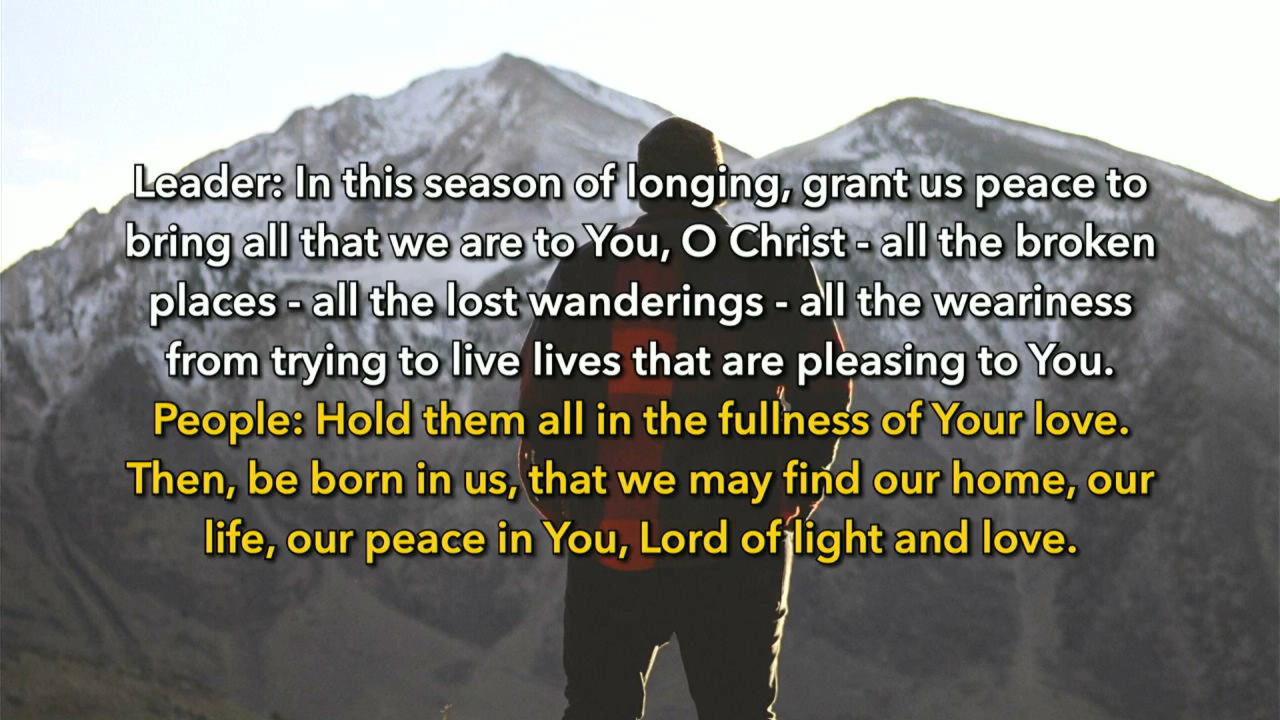 Leader: In this season of longing, grant us peace to
bring all that we are to You, O Christ - all the broken
places - all the lost wanderings - all the weariness
from trying to live lives that are pleasing to You.
People: Hold them all in the fullness of Your love.
Then, be born in us, that we may find our home, our
life, our peace in You, Lord of light and love.